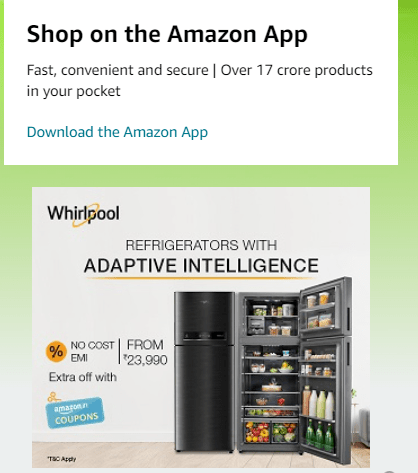 Shop on the Amazon App
Fast, convenient and secure | Over 17 crore products
in your pocket
Download the Amazon App
Whirlpool
REFRIGERATORS WITH
ADAPTIVE INTELLIGENCE
% NO COST
EMI
FROM
₹23,990
Extra off with
amazon.in
COUPONS
*T&C Apply